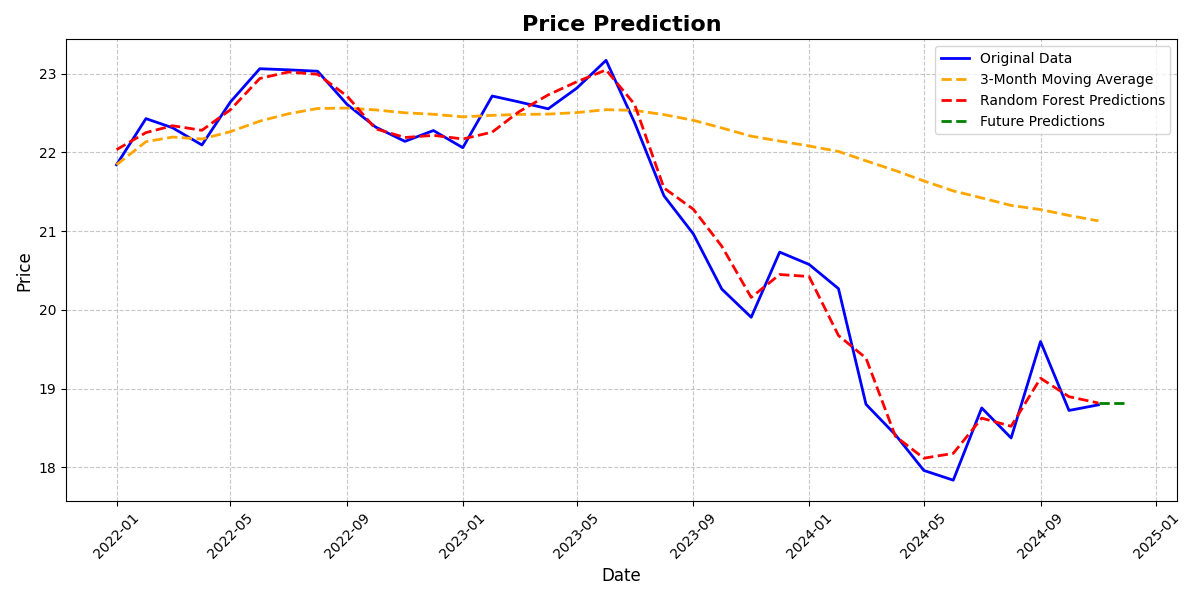 Price Prediction
Original Data
3-Month Moving Average
Random Forest Predictions
Future Predictions
Price
23
22
21
20
19
18
2022-01
2022-05
2022-09
2023-01
2023-05
2023-09
2024-01
2024-05
2024-09
2025-01
Date